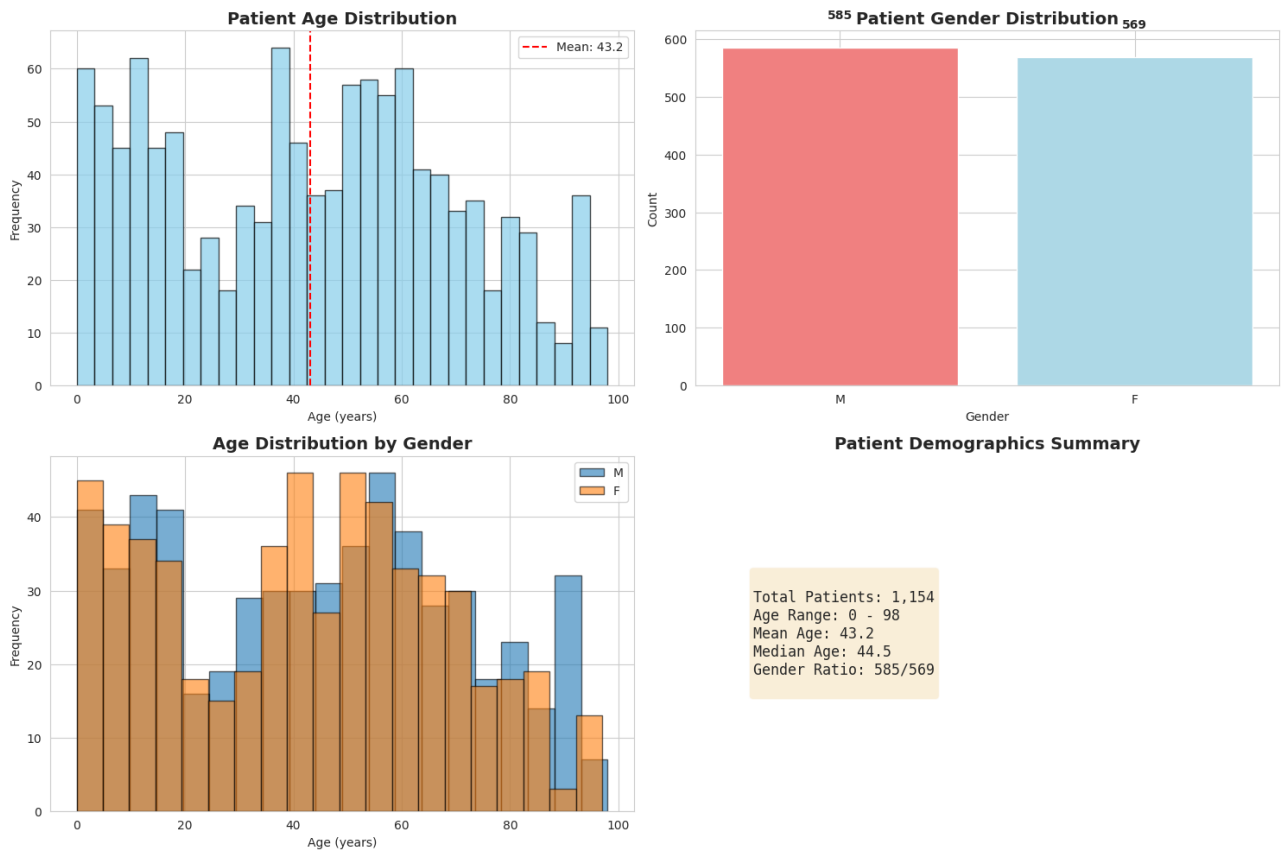 Patient Age Distribution
Mean: 43.2
Frequency
60
50
40
30
20
10
0
0 20 40 60 80 100
Age (years)
585 Patient Gender Distribution 569
Count
600
500
400
300
200
100
0
M F
Gender
Age Distribution by Gender
M
F
Frequency
40
30
20
10
0
0 20 40 60 80 100
Age (years)
Patient Demographics Summary
Total Patients: 1,154
Age Range: 0 - 98
Mean Age: 43.2
Median Age: 44.5
Gender Ratio: 585/569